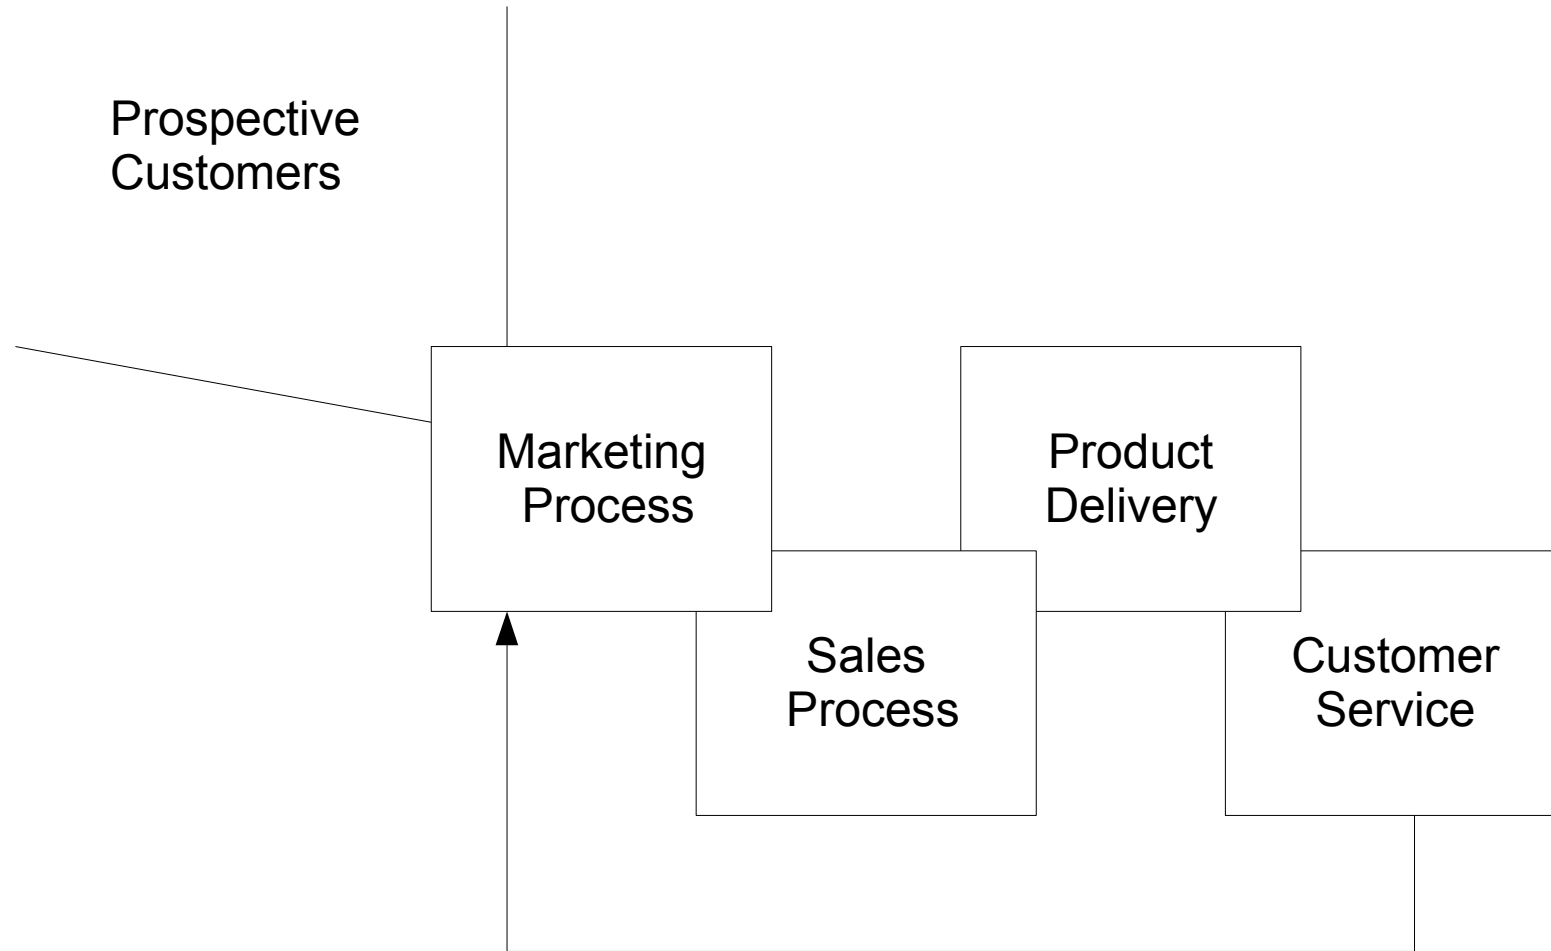 Prospective
Customers
Marketing
Process
Product
Delivery
Sales
Process
Customer
Service